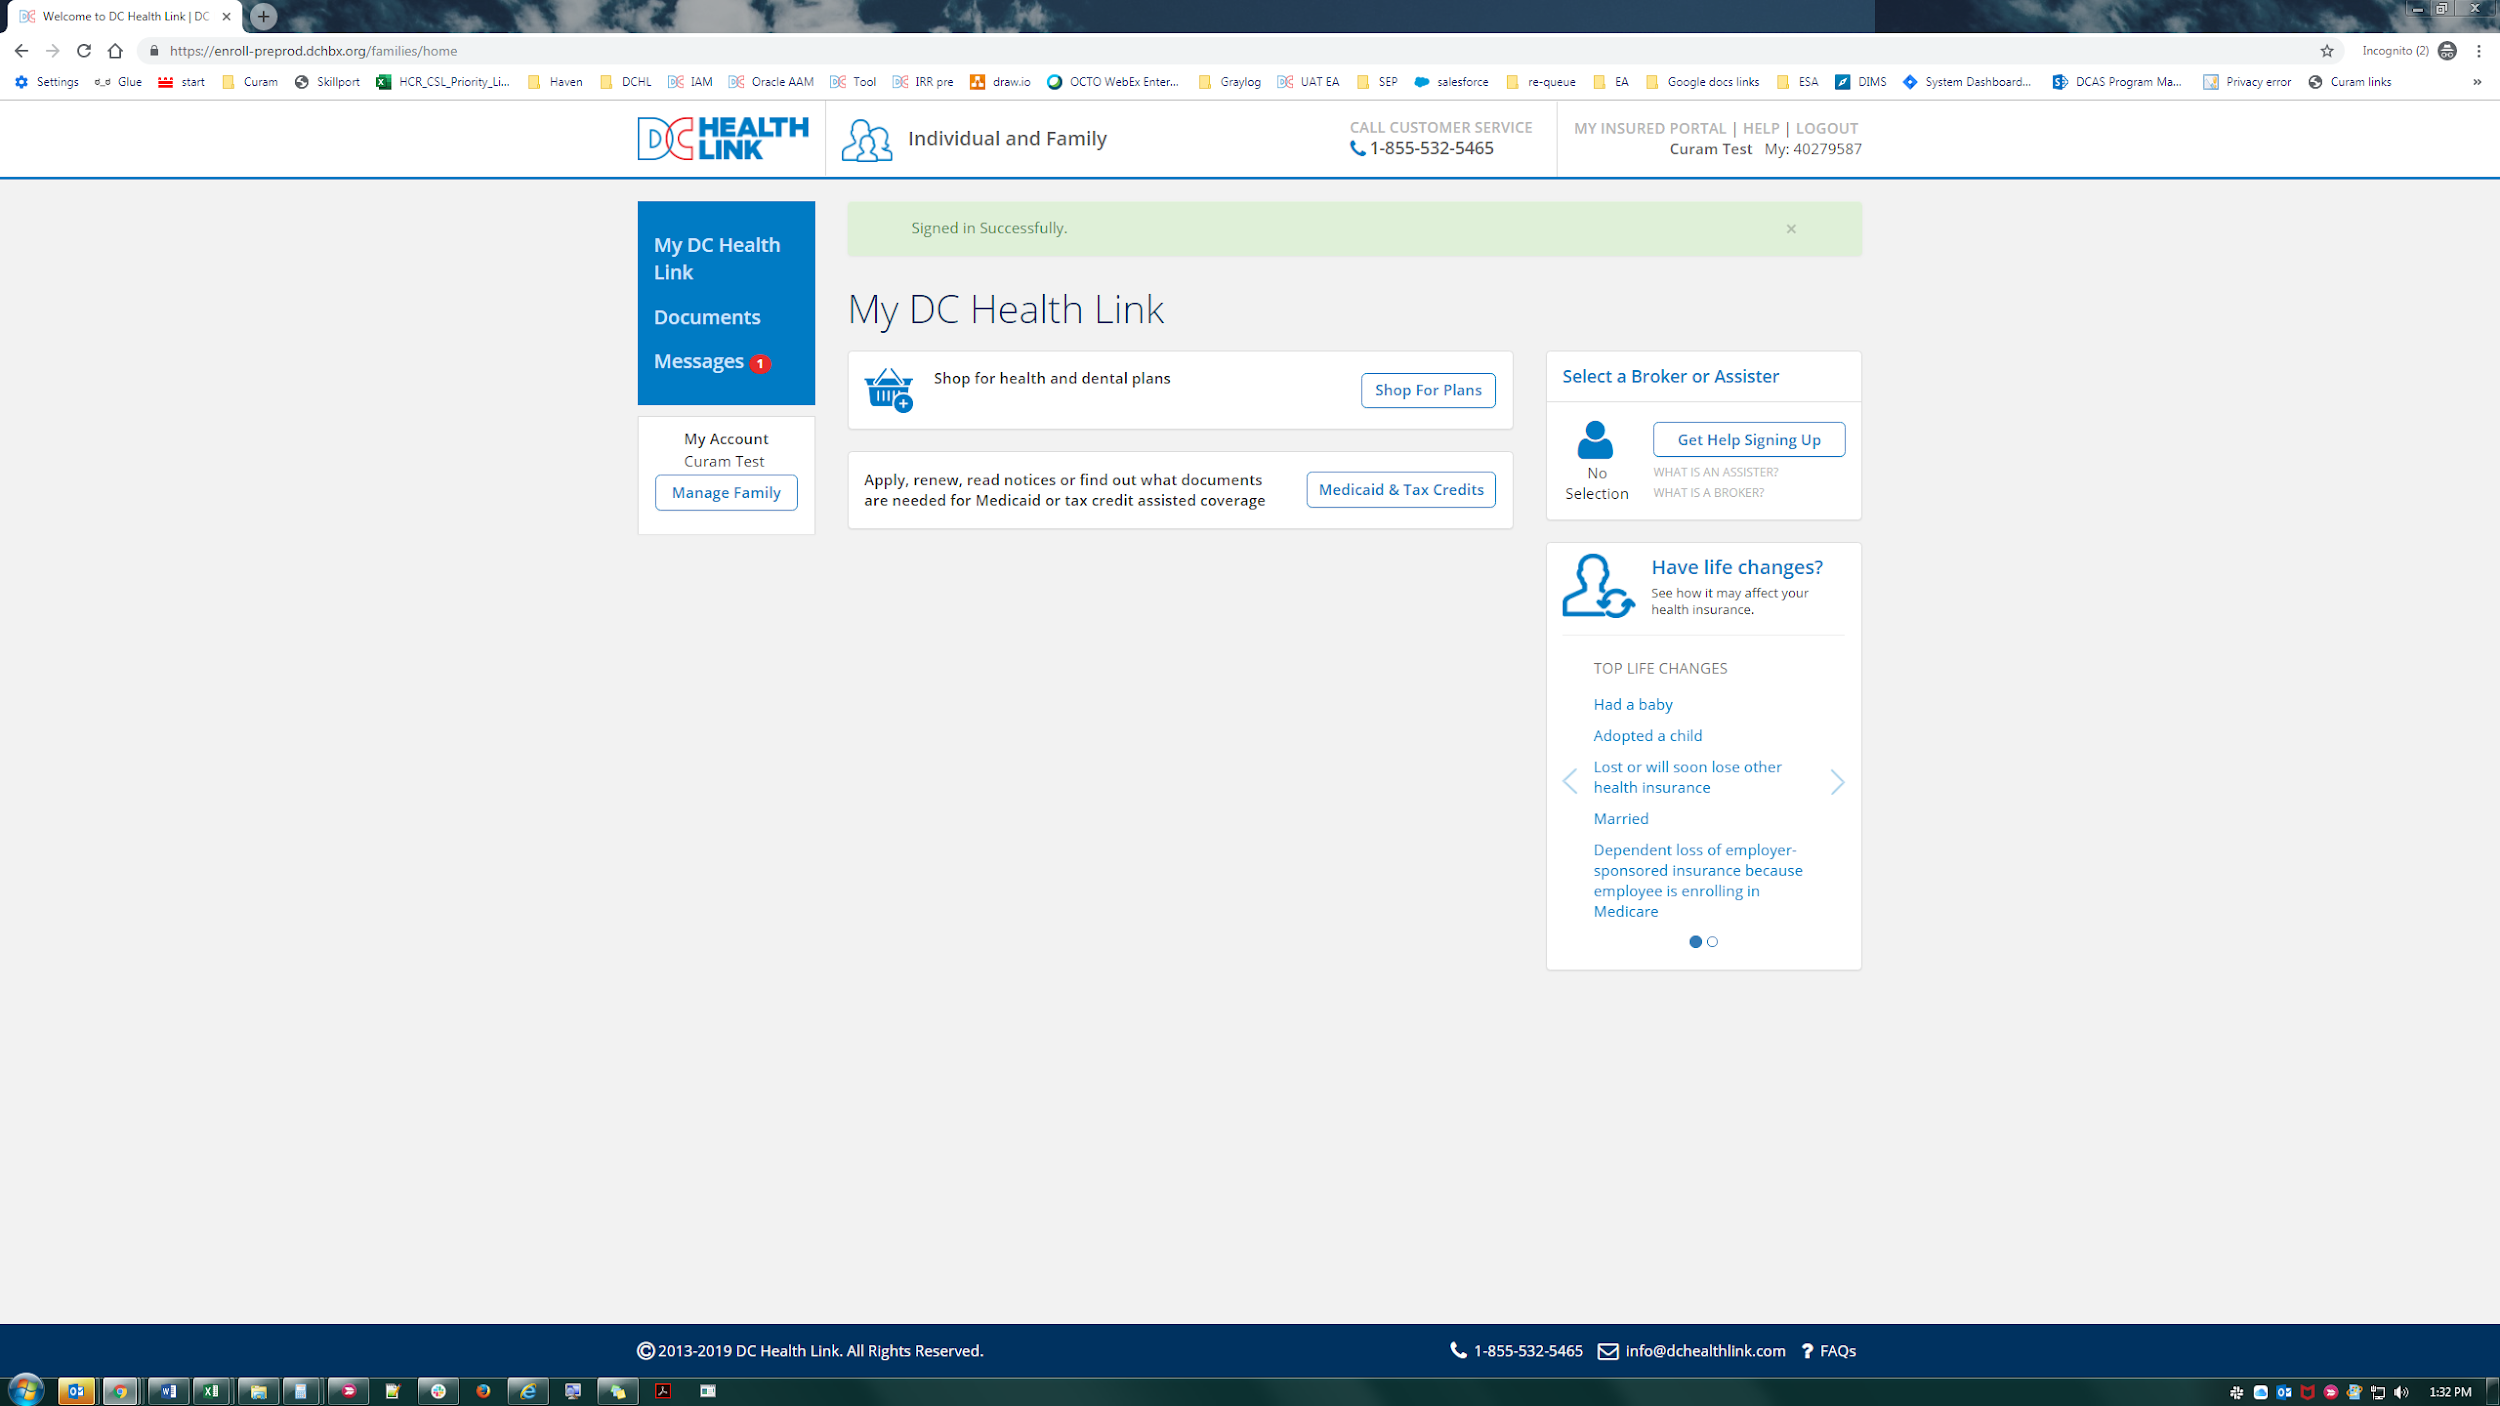 Welcome to DC Health Link | DC
https://enroll-preprod.dchbx.org/families/home
Incognito (2)
Settings Glue start Curam Skillport HCR_CSL_Priority_Li... Haven DCHL IAM Oracle AAM Tool IRR pre draw.io OCTO WebEx Enter... Graylog UAT EA SEP salesforce re-queue EA Google docs links ESA DIMS System Dashboard... DCAS Program Ma... Privacy error Curam links »
DC HEALTH LINK
Individual and Family
CALL CUSTOMER SERVICE
1-855-532-5465
MY INSURED PORTAL | HELP | LOGOUT
Curam Test My: 40279587
My DC Health
Link
Documents
Messages 1
My Account
Curam Test
Manage Family
Signed in Successfully. ×
My DC Health Link
Shop for health and dental plans
Shop For Plans
Apply, renew, read notices or find out what documents
are needed for Medicaid or tax credit assisted coverage
Medicaid & Tax Credits
Select a Broker or Assister
No
Selection
Get Help Signing Up
WHAT IS AN ASSISTER?
WHAT IS A BROKER?
Have life changes?
See how it may affect your
health insurance.
TOP LIFE CHANGES
Had a baby
Adopted a child
Lost or will soon lose other
health insurance
Married
Dependent loss of employer-
sponsored insurance because
employee is enrolling in
Medicare
© 2013-2019 DC Health Link. All Rights Reserved.
1-855-532-5465 info@dchealthlink.com ? FAQs
1:32 PM